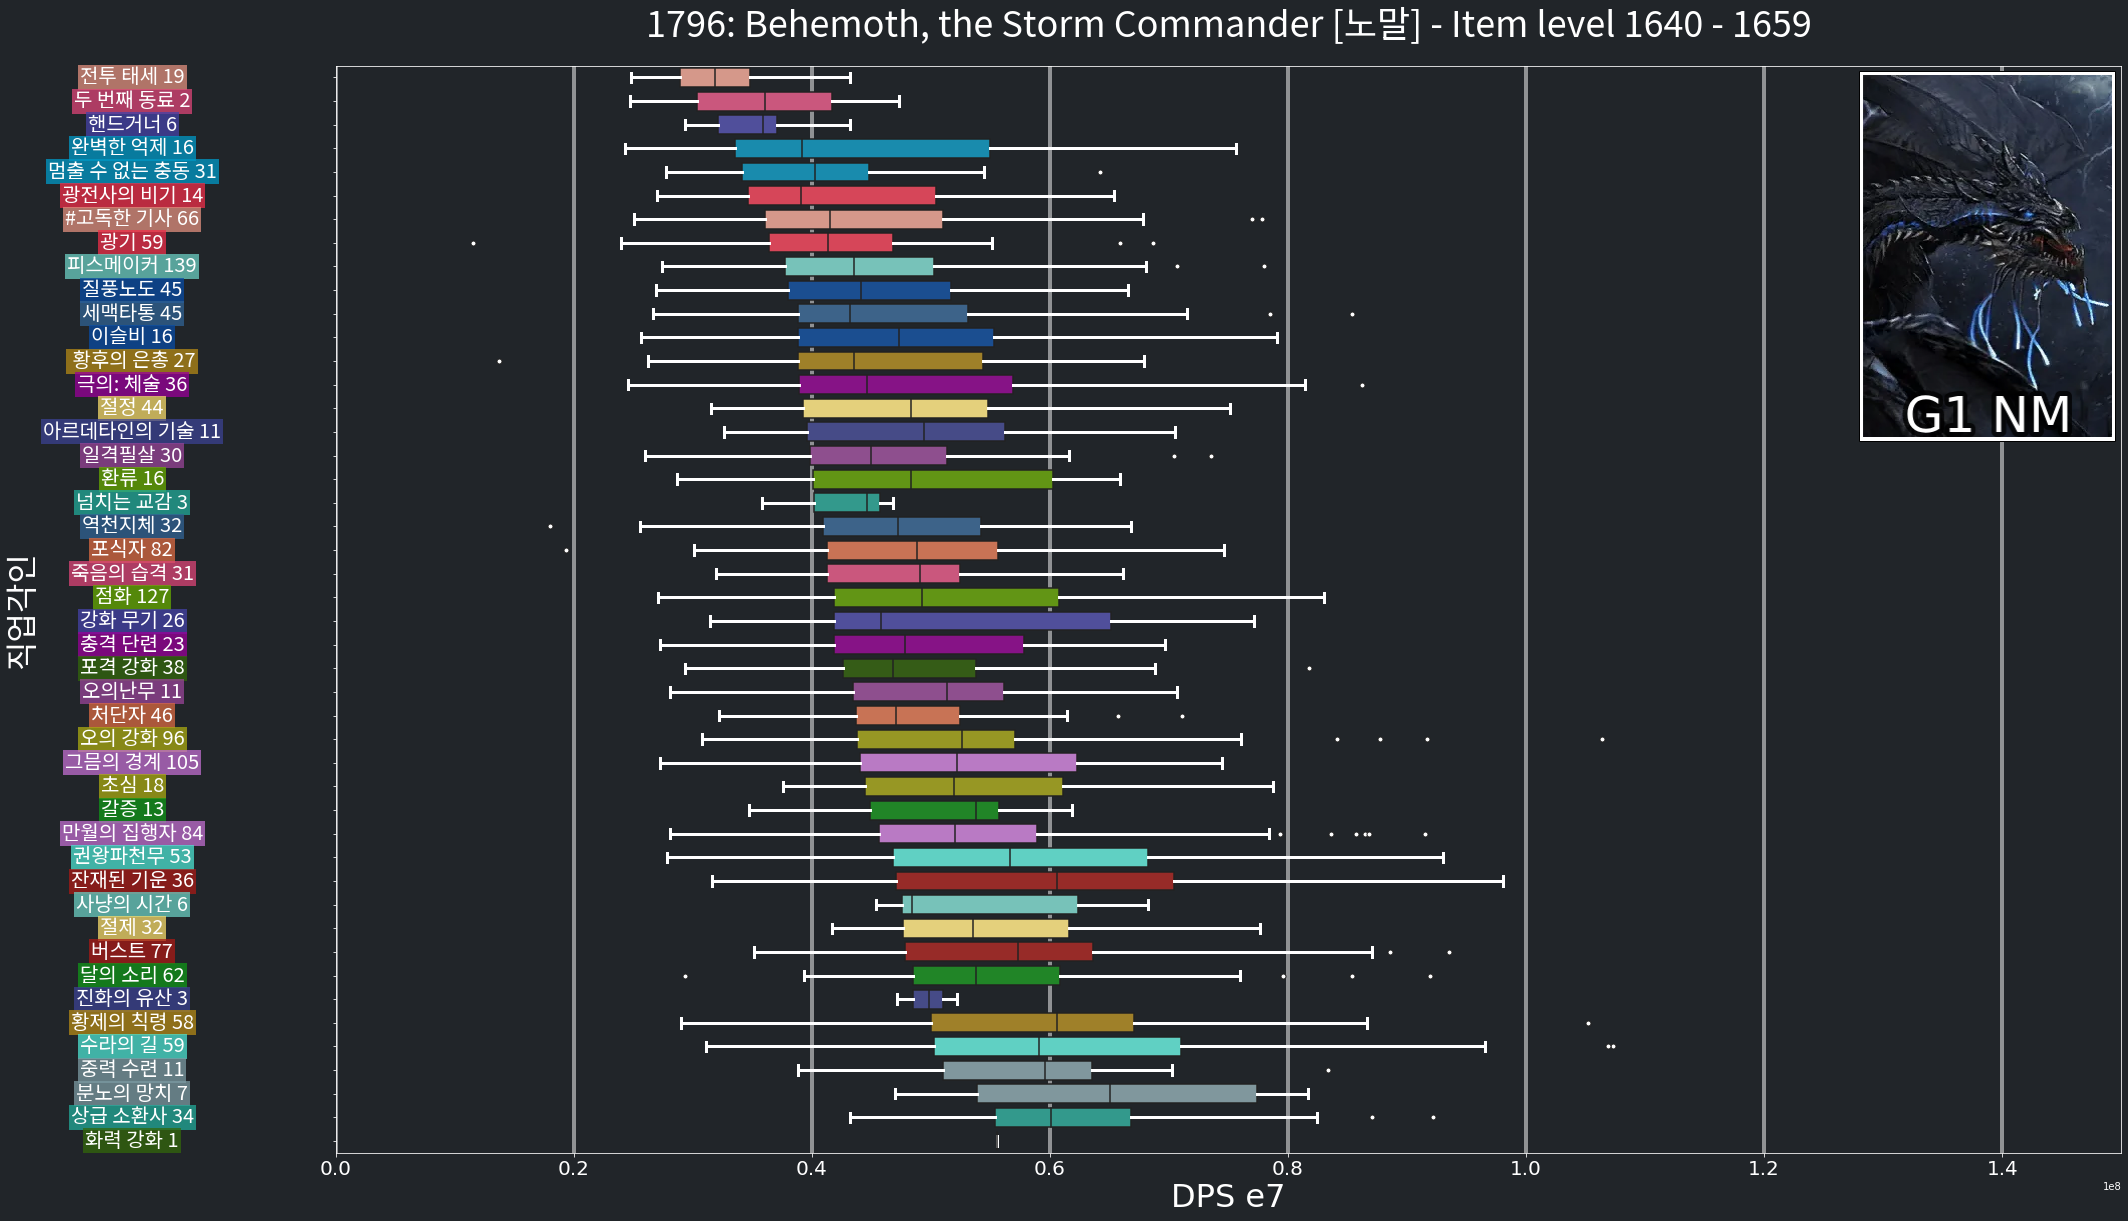 1796: Behemoth, the Storm Commander [노말] - Item level 1640 - 1659
전투 태세 19
두 번째 동료 2
핸드거너 6
완벽한 억제 16
멈출 수 없는 충동 31
광전사의 비기 14
#고독한 기사 66
광기 59
피스메이커 139
질풍노도 45
세맥타통 45
이슬비 16
황후의 은총 27
극의: 체술 36
절정 44
아르데타인의 기술 11
일격필살 30
환류 16
넘치는 교감 3
역천지체 32
포식자 82
죽음의 습격 31
점화 127
강화 무기 26
충격 단련 23
포격 강화 38
오의난무 11
처단자 46
오의 강화 96
그믐의 경계 105
초심 18
갈증 13
만월의 집행자 84
권왕파천무 53
잔재된 기운 36
사냥의 시간 6
절제 32
버스트 77
달의 소리 62
진화의 유산 3
황제의 칙령 58
수라의 길 59
중력 수련 11
분노의 망치 7
상급 소환사 34
화력 강화 1
직업각인
G1 NM
0.0 0.2 0.4 0.6 0.8 1.0 1.2 1.4
1e8
DPS e7